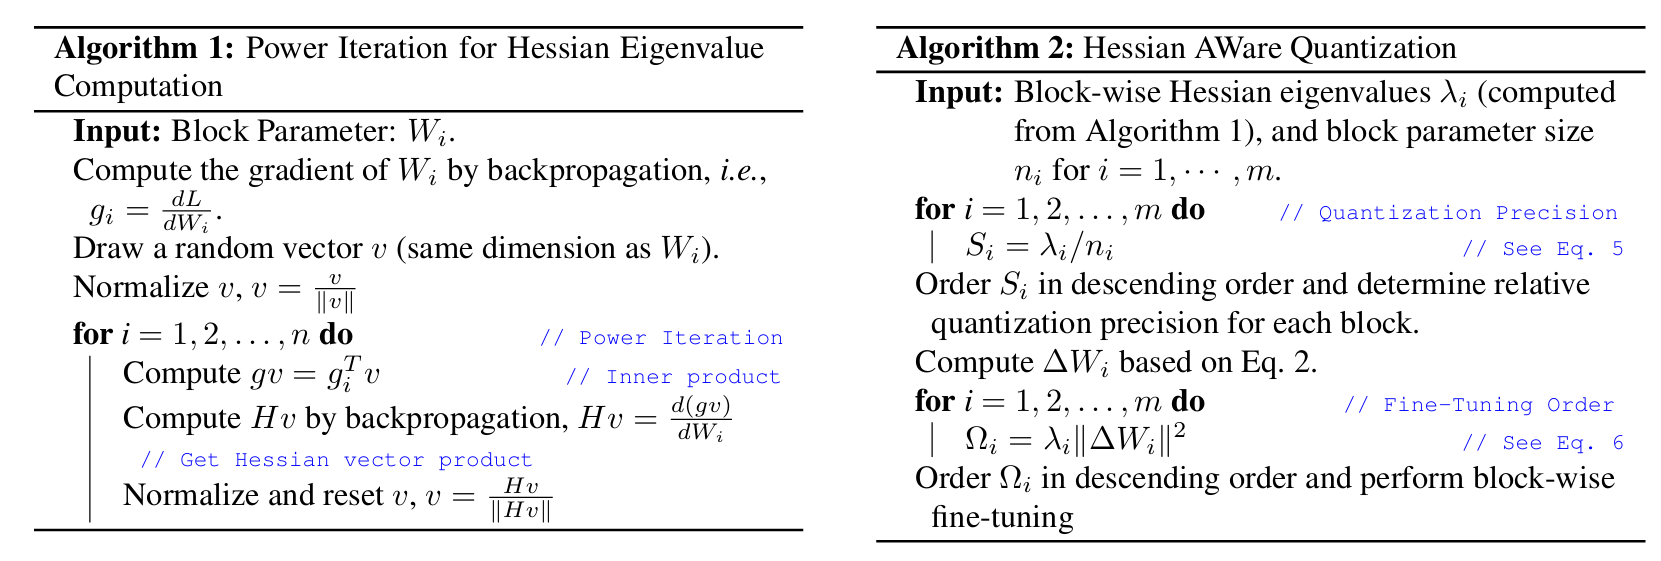 Algorithm 1: Power Iteration for Hessian Eigenvalue
Computation
Input: Block Parameter: $W_i$.
Compute the gradient of $W_i$ by backpropagation, i.e.,
$g_i = \frac{dL}{dW_i}$.
Draw a random vector $v$ (same dimension as $W_i$).
Normalize $v$, $v = \frac{v}{\|v\|}$
for $i = 1, 2, \ldots, n$ do // Power Iteration
Compute $gv = g_i^T v$ // Inner product
Compute $Hv$ by backpropagation, $Hv = \frac{d(gv)}{dW_i}$
// Get Hessian vector product
Normalize and reset $v$, $v = \frac{Hv}{\|Hv\|}$
Algorithm 2: Hessian AWare Quantization
Input: Block-wise Hessian eigenvalues $\lambda_i$ (computed
from Algorithm 1), and block parameter size
$n_i$ for $i = 1, \cdots, m$.
for $i = 1, 2, \ldots, m$ do // Quantization Precision
$S_i = \lambda_i / n_i$ // See Eq. 5
Order $S_i$ in descending order and determine relative
quantization precision for each block.
Compute $\Delta W_i$ based on Eq. 2.
for $i = 1, 2, \ldots, m$ do // Fine-Tuning Order
$\Omega_i = \lambda_i \|\Delta W_i\|^2$ // See Eq. 6
Order $\Omega_i$ in descending order and perform block-wise
fine-tuning